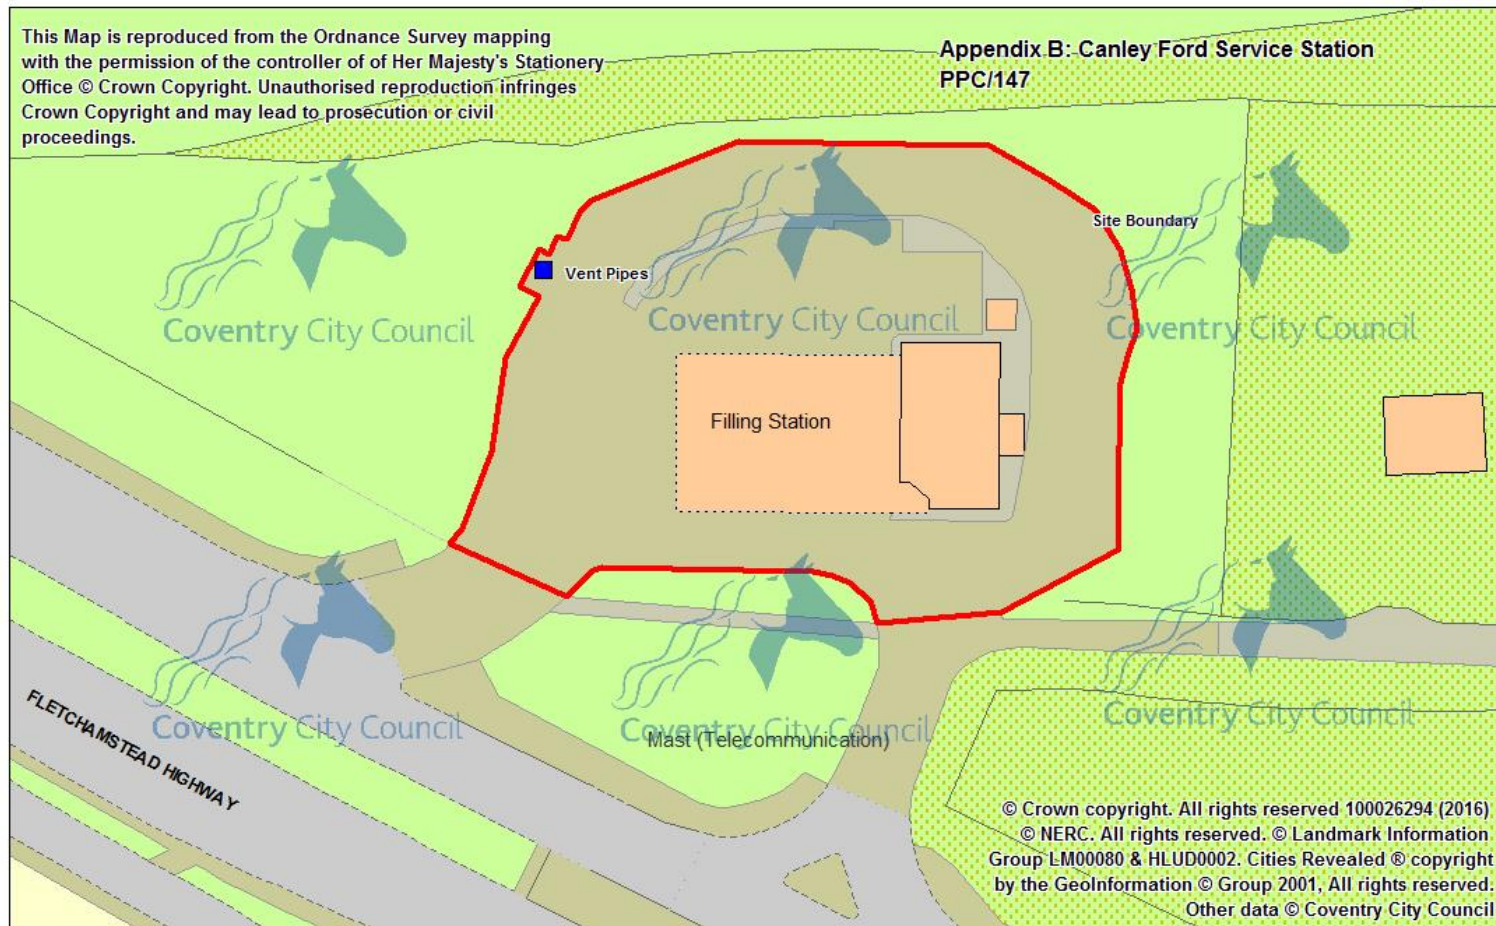 This Map is reproduced from the Ordnance Survey mapping
with the permission of the controller of of Her Majesty's Stationery
Office © Crown Copyright. Unauthorised reproduction infringes
Crown Copyright and may lead to prosecution or civil
proceedings.
Appendix B: Canley Ford Service Station
PPC/147
Site Boundary
Vent Pipes
Coventry City Council
Coventry City Council
Coventry City Council
Filling Station
FLETCHAMSTEAD HIGHWAY
Coventry City Council
Coventry City Council
Coventry City Council
Mast (Telecommunication)
© Crown copyright. All rights reserved 100026294 (2016)
© NERC. All rights reserved. © Landmark Information
Group LM00080 & HLUD0002. Cities Revealed ® copyright
by the GeoInformation © Group 2001, All rights reserved.
Other data © Coventry City Council